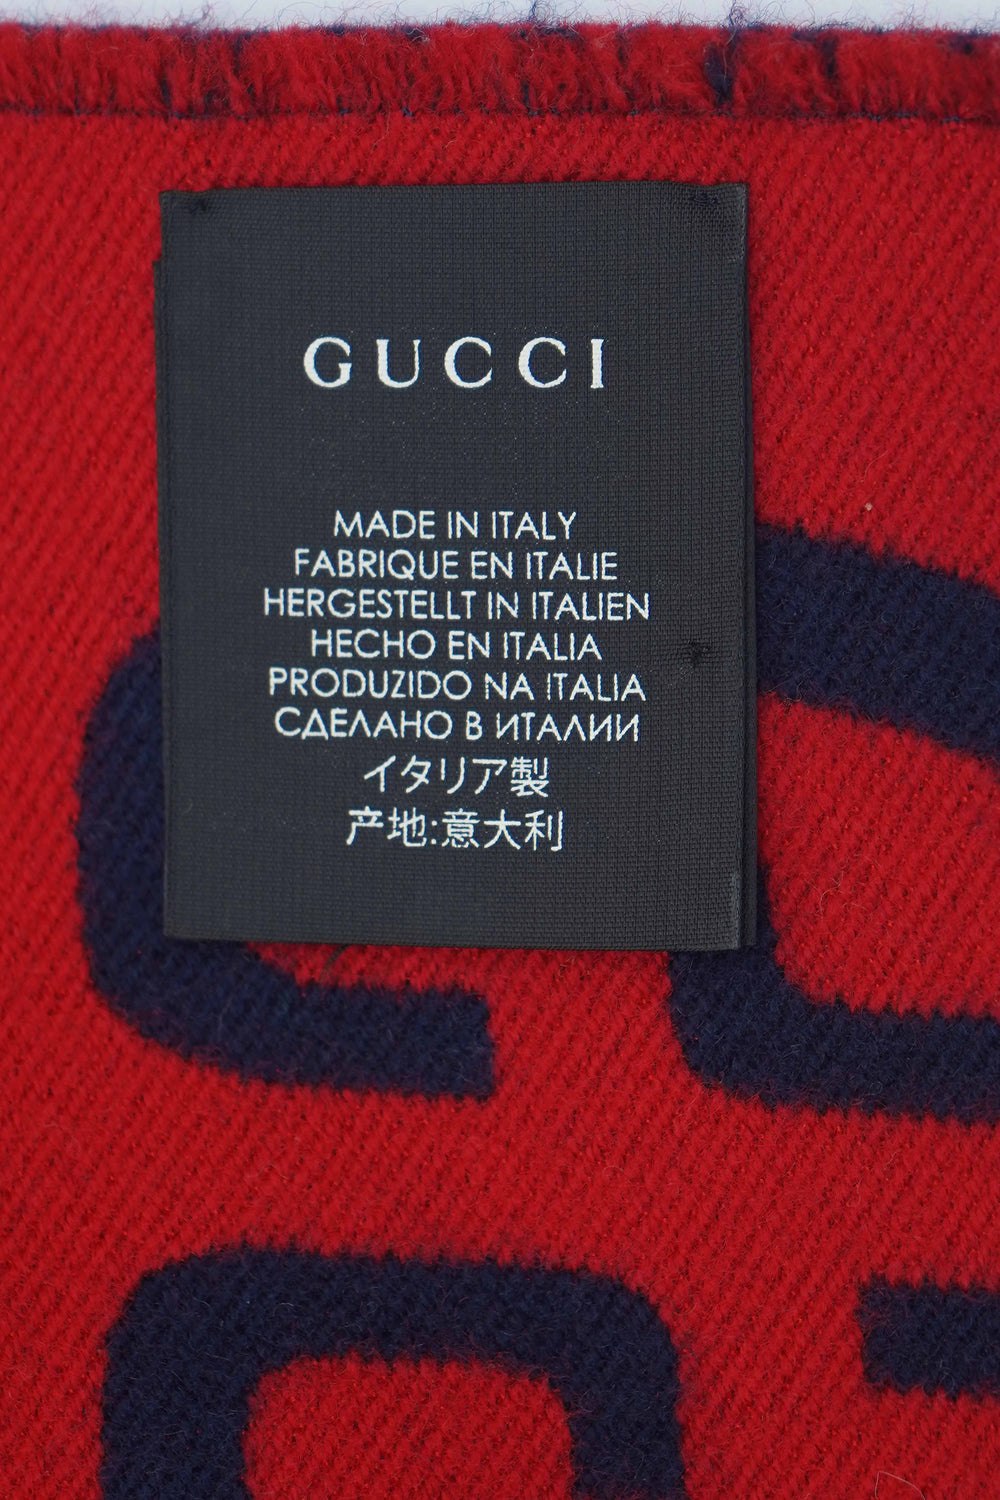 GUCCI
MADE IN ITALY
FABRIQUE EN ITALIE
HERGESTELLT IN ITALIEN
HECHO EN ITALIA
PRODUZIDO NA ITALIA
СДЕЛАНО В ИТАЛИИ
イタリア製
产地:意大利